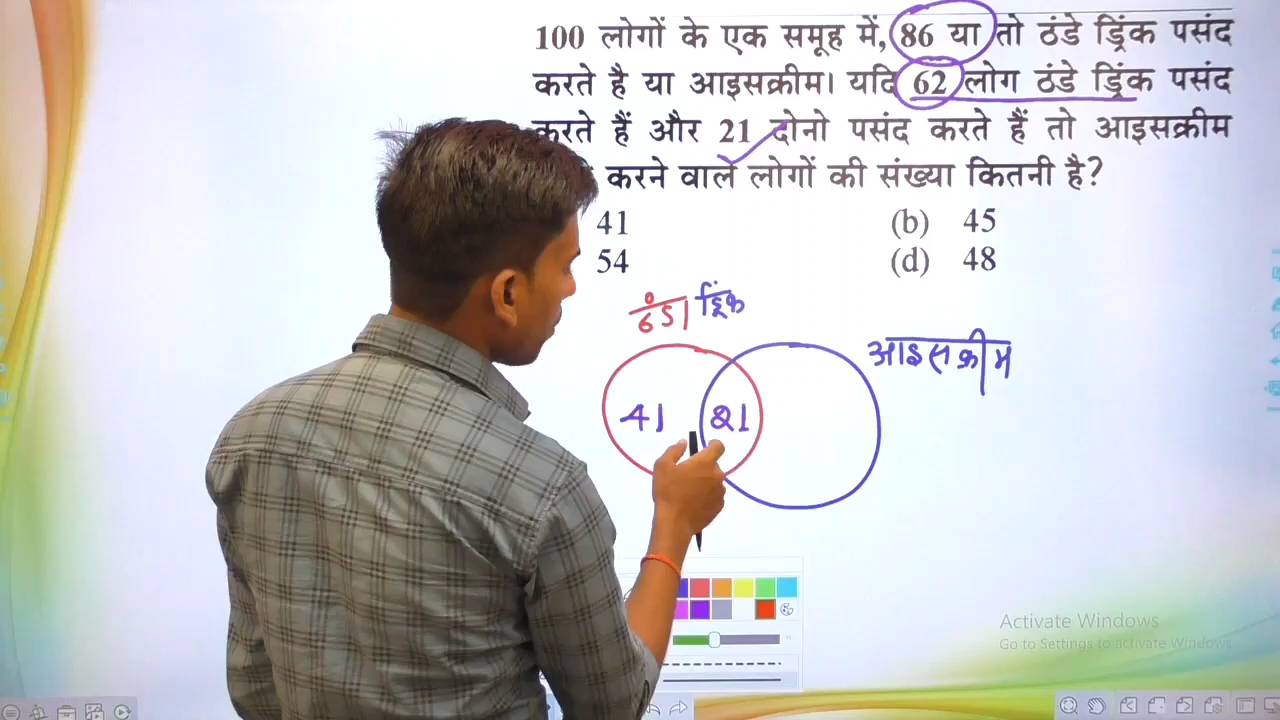 100 लोगों के एक समूह में, 86 या तो ठंडे ड्रिंक पसंद
करते है या आइसक्रीम। यदि 62 लोग ठंडे ड्रिंक पसंद
करते हैं और 21 दोनो पसंद करते हैं तो आइसक्रीम
करने वाले लोगों की संख्या कितनी है?
41 (b) 45
54 (d) 48
ठंडा ड्रिंक
आइसक्रीम
41 21
Activate Windows
Go to Settings to activate Windows.